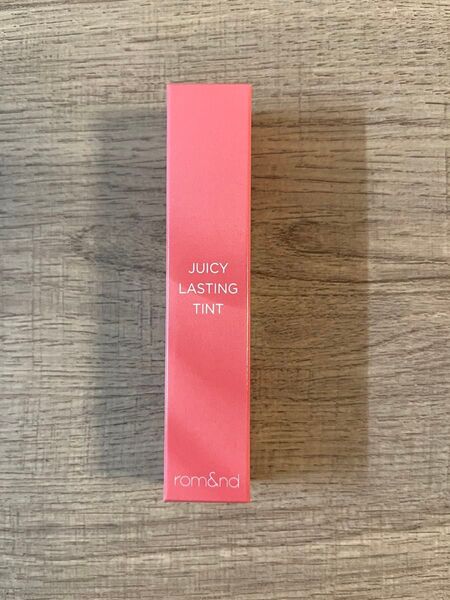 JUICY
LASTING
TINT
rom&nd